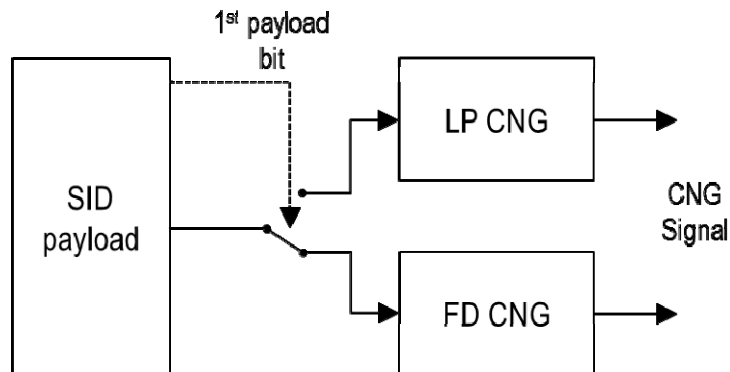 1st payload
bit
LP CNG
SID
payload
CNG
Signal
FD CNG